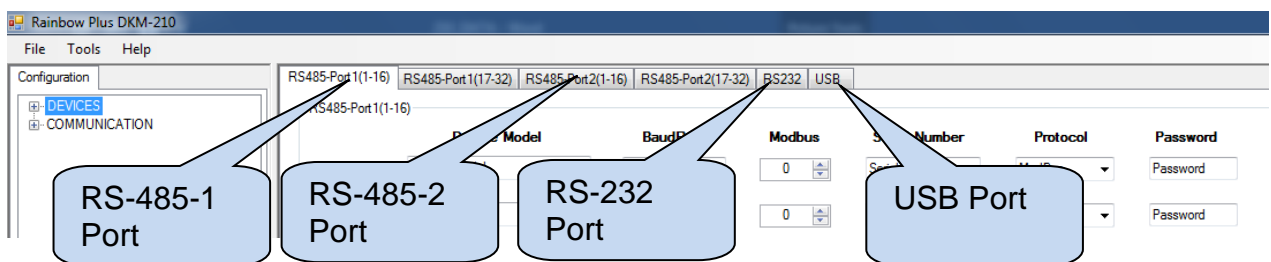 Rainbow Plus DKM-210
File Tools Help
Configuration
RS485-Port1(1-16) RS485-Port1(17-32) RS485-Port2(1-16) RS485-Port2(17-32) RS232 USB
DEVICES
COMMUNICATION
RS485-Port1(1-16)
Model Modbus Number Protocol Password
0 Password
0 Password
RS-485-1
Port
RS-485-2
Port
RS-232
Port
USB Port